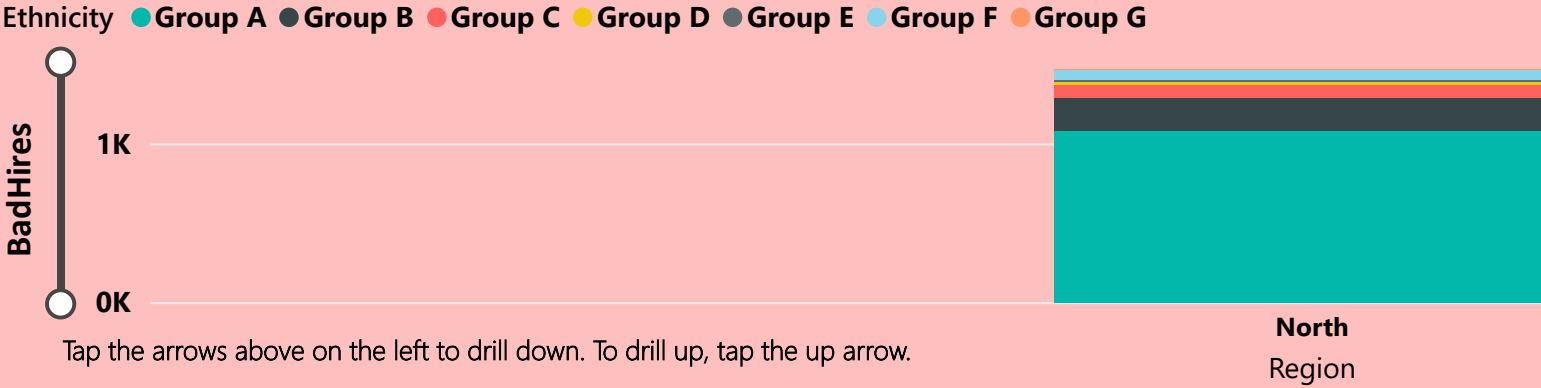 Ethnicity Group A Group B Group C Group D Group E Group F Group G
BadHires
1K
0K
North
Region
Tap the arrows above on the left to drill down. To drill up, tap the up arrow.